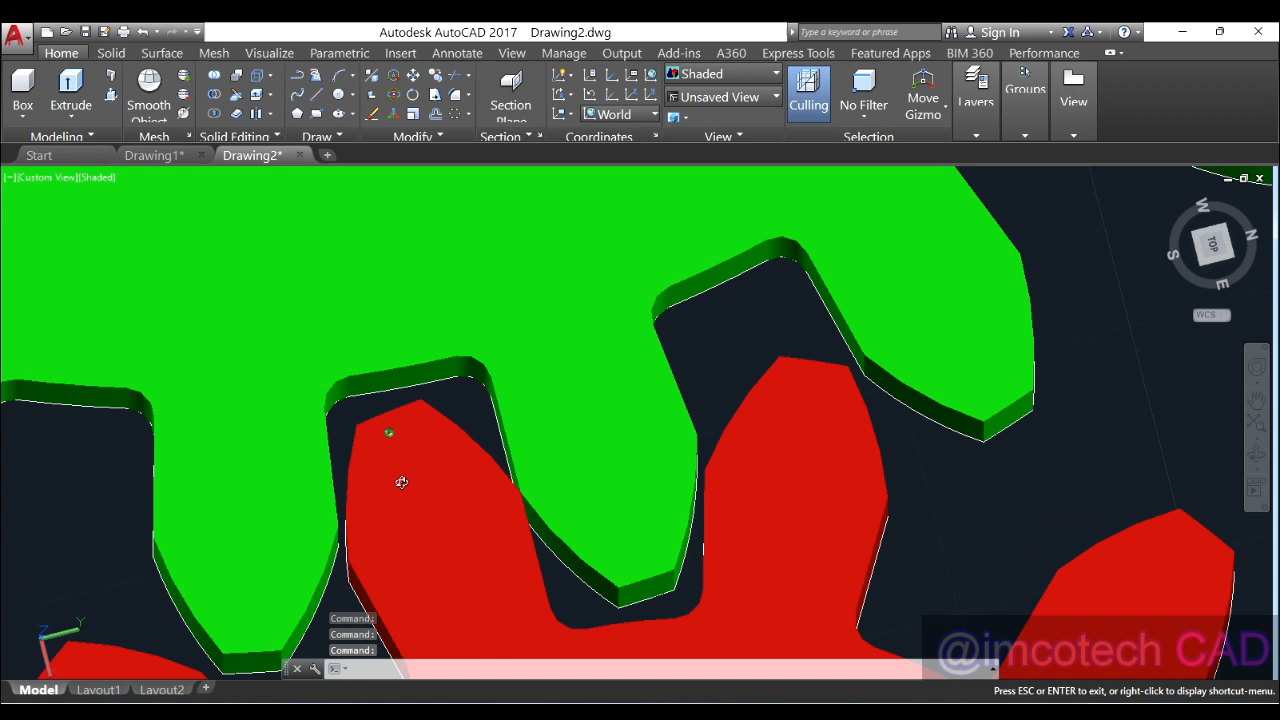 Autodesk AutoCAD 2017 Drawing2.dwg
Type a keyword or phrase
Sign In
Home Solid Surface Mesh Visualize Parametric Insert Annotate View Manage Output Add-ins A360 Express Tools Featured Apps BIM 360 Performance
Box Extrude Smooth Object Section Plane World Shaded Unsaved View Culling No Filter Move Gizmo Layers Groups View
Modeling Mesh Solid Editing Draw Modify Section Coordinates View Selection
Start Drawing1* Drawing2* +
[−][Custom View][Shaded]
W
N
TOP
S
E
WCS
Z Y
Command:
Command:
Command:
@imcotech CAD
Model Layout1 Layout2 +
Press ESC or ENTER to exit, or right-click to display shortcut-menu.